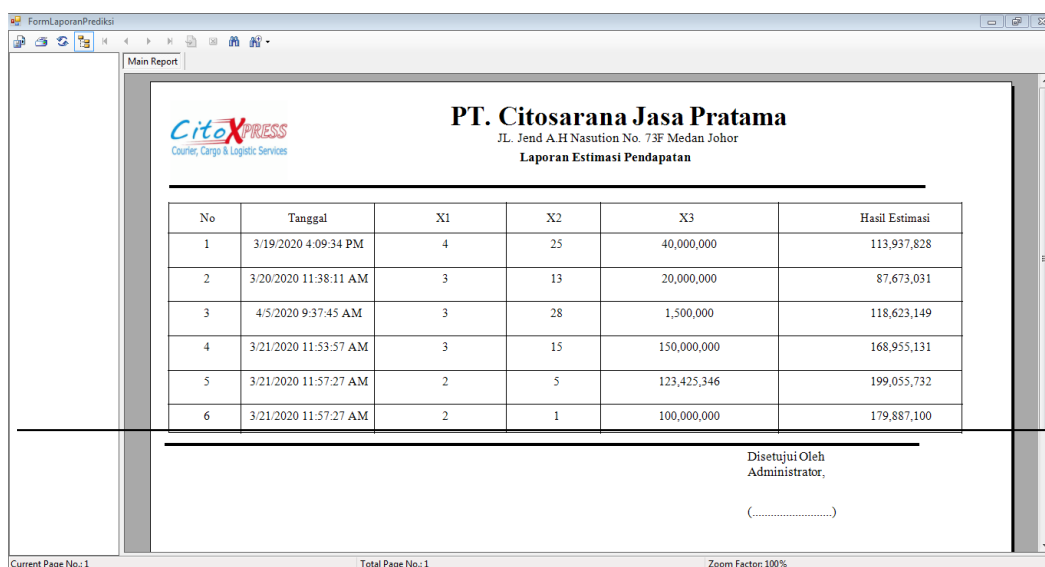 FormLaporanPrediksi
Main Report
CitoXPRESS
Courier, Cargo & Logistic Services
PT. Citosarana Jasa Pratama
JL. Jend A.H Nasution No. 73F Medan Johor
Laporan Estimasi Pendapatan
No Tanggal X1 X2 X3 Hasil Estimasi
1 3/19/2020 4:09:34 PM 4 25 40,000,000 113,937,828
2 3/20/2020 11:38:11 AM 3 13 20,000,000 87,673,031
3 4/5/2020 9:37:45 AM 3 28 1,500,000 118,623,149
4 3/21/2020 11:53:57 AM 3 15 150,000,000 168,955,131
5 3/21/2020 11:57:27 AM 2 5 123,425,346 199,055,732
6 3/21/2020 11:57:27 AM 2 1 100,000,000 179,887,100
Disetujui Oleh
Administrator,
(..........................)
Current Page No.: 1 Total Page No.: 1 Zoom Factor: 100%